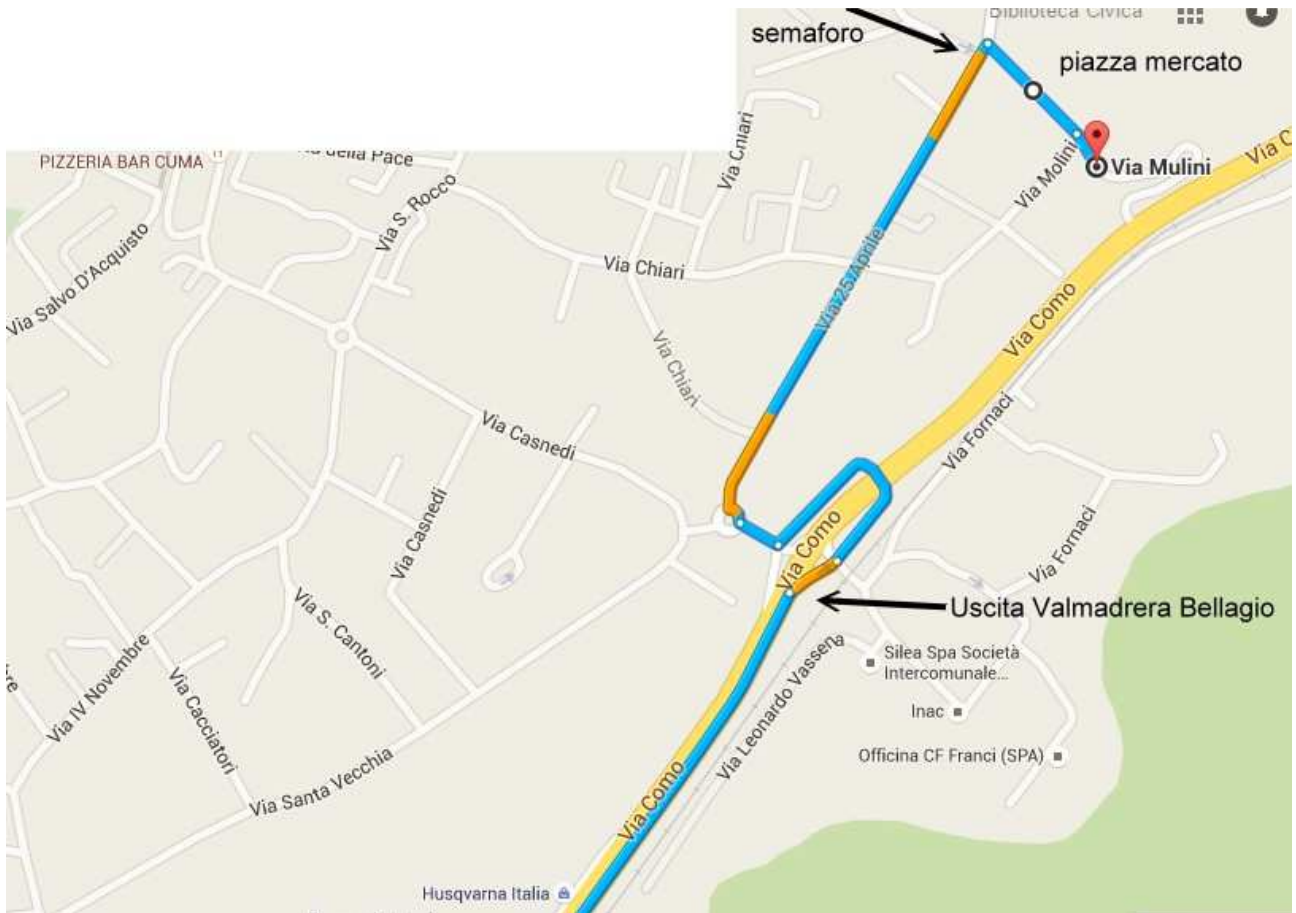 Biblioteca Civica
semaforo
piazza mercato
PIZZERIA BAR CUMA
della Pace
Via Chiari
Via Molini
Via Mulini
Via C
Via S. Rocco
Via Salvo D'Acquisto
Via Chiari
Via 25 Aprile
Via Como
Via Chiari
Via Casnedi
Via Fornaci
Via Casnedi
Via Como
Via Fornaci
Uscita Valmadrera Bellagio
Via S. Cantoni
Via IV Novembre
Via Cacciatori
Via Leonardo Vassena
Silea Spa Società
Intercomunale...
Inac
Officina CF Franci (SPA)
Via Santa Vecchia
Via Como
Husqvarna Italia